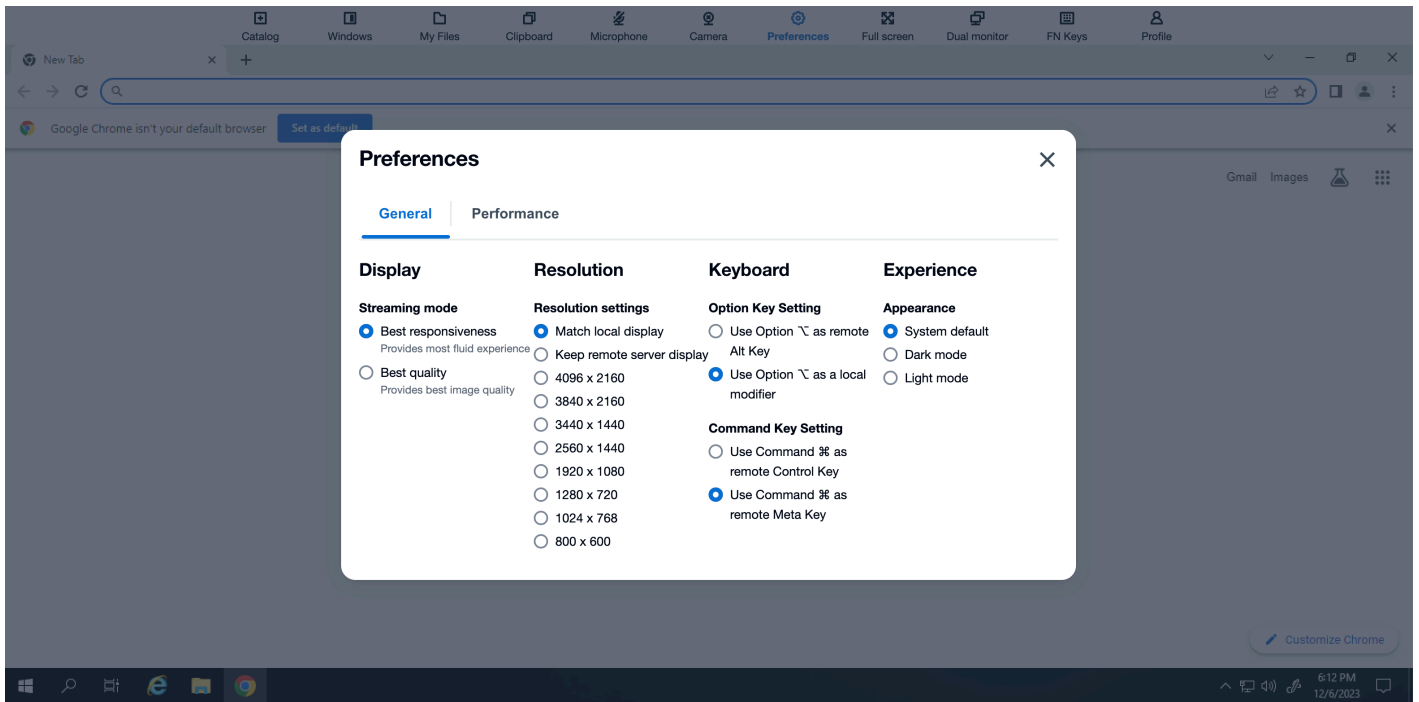 Catalog
Windows
My Files
Clipboard
Microphone
Camera
Preferences
Full screen
Dual monitor
FN Keys
Profile
New Tab
Google Chrome isn't your default browser
Set as default
Gmail
Images
Preferences
General
Performance
Display
Streaming mode
Best responsiveness
Provides most fluid experience
Best quality
Provides best image quality
Resolution
Resolution settings
Match local display
Keep remote server display
4096 x 2160
3840 x 2160
3440 x 1440
2560 x 1440
1920 x 1080
1280 x 720
1024 x 768
800 x 600
Keyboard
Option Key Setting
Use Option ⌥ as remote
Alt Key
Use Option ⌥ as a local
modifier
Command Key Setting
Use Command ⌘ as
remote Control Key
Use Command ⌘ as
remote Meta Key
Experience
Appearance
System default
Dark mode
Light mode
Customize Chrome
6:12 PM
12/6/2023